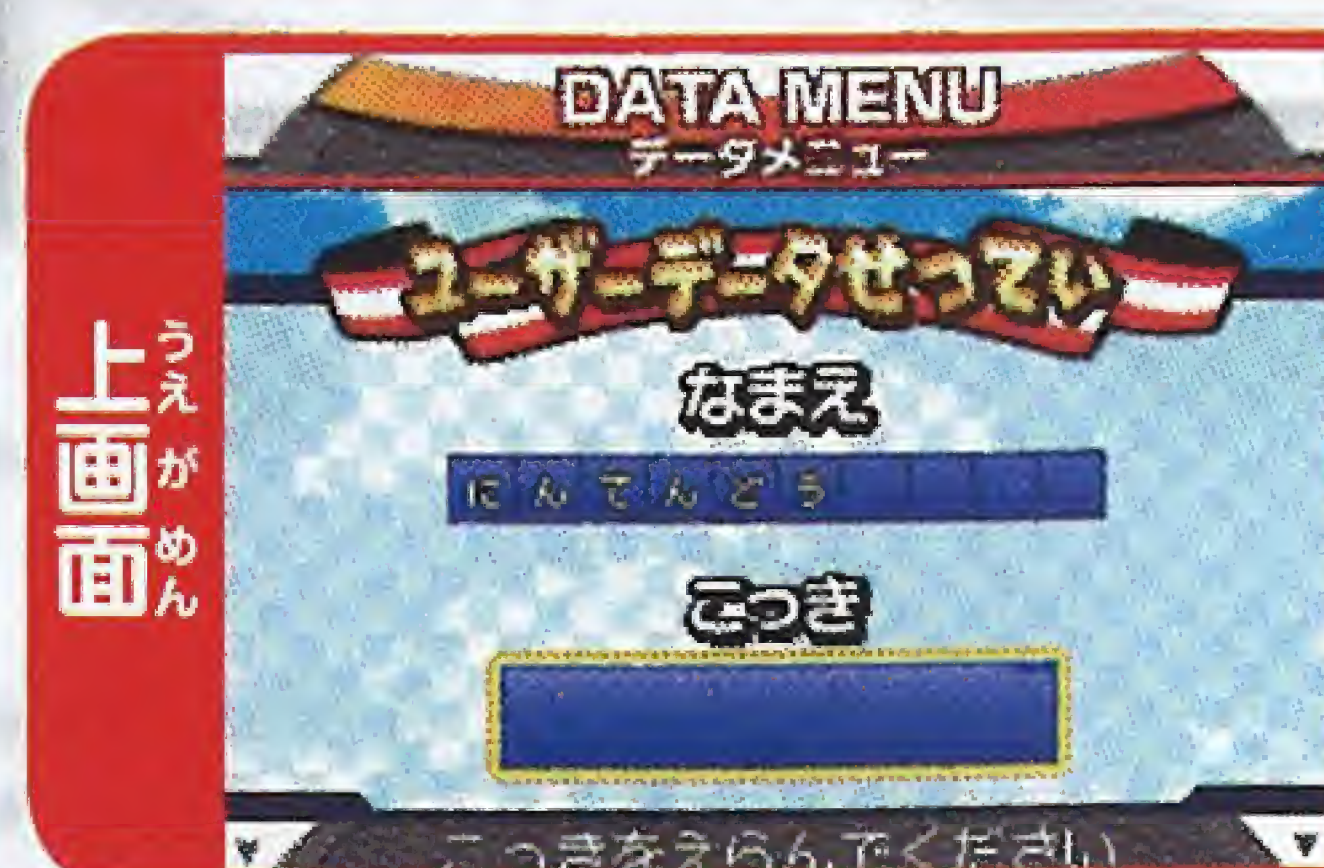 上画面
うえがめん
DATA MENU
データメニュー
ユーザーデータせってい
なまえ
にんてんどう
こっき
こっきをえらんでください